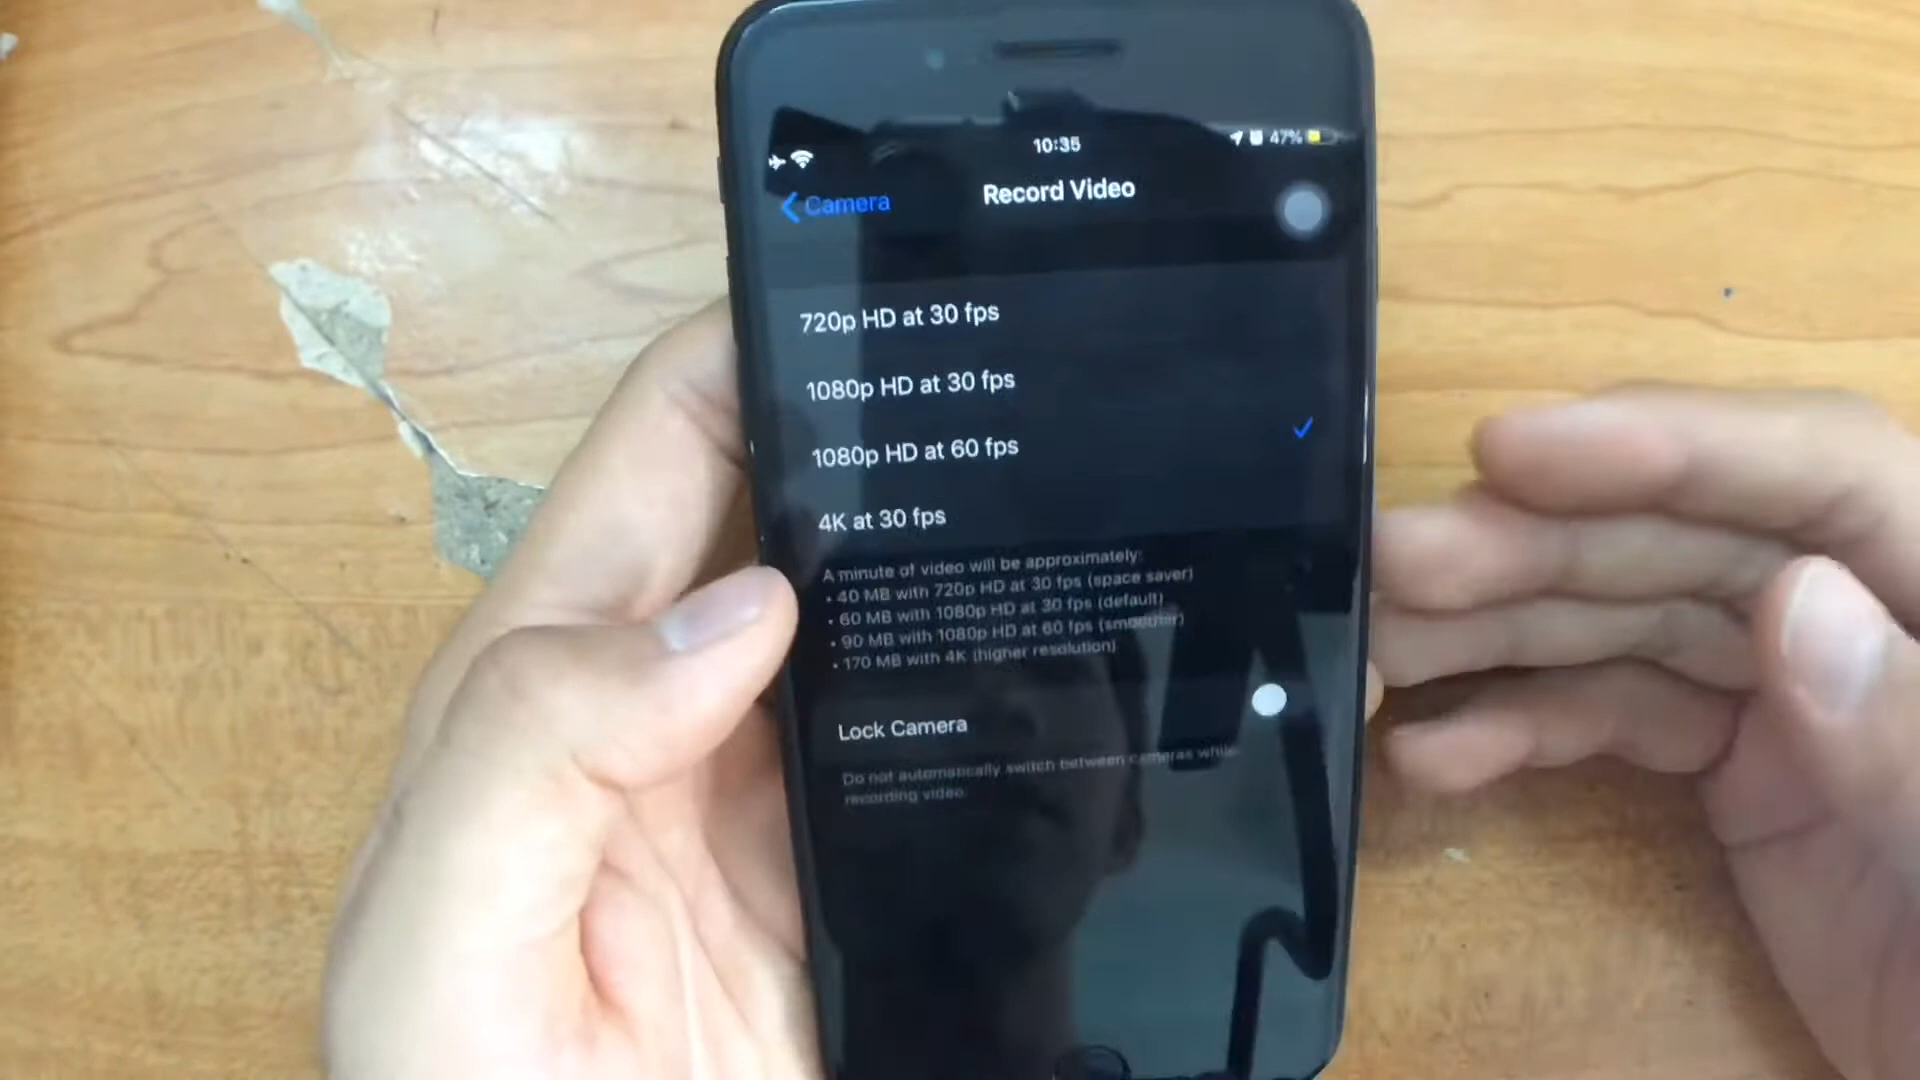 10:35
47%
Camera
Record Video
720p HD at 30 fps
1080p HD at 30 fps
1080p HD at 60 fps
4K at 30 fps
A minute of video will be approximately:
• 40 MB with 720p HD at 30 fps (space saver)
• 60 MB with 1080p HD at 30 fps (default)
• 90 MB with 1080p HD at 60 fps (smoother)
• 170 MB with 4K (higher resolution)
Lock Camera
Do not automatically switch between cameras while
recording video.